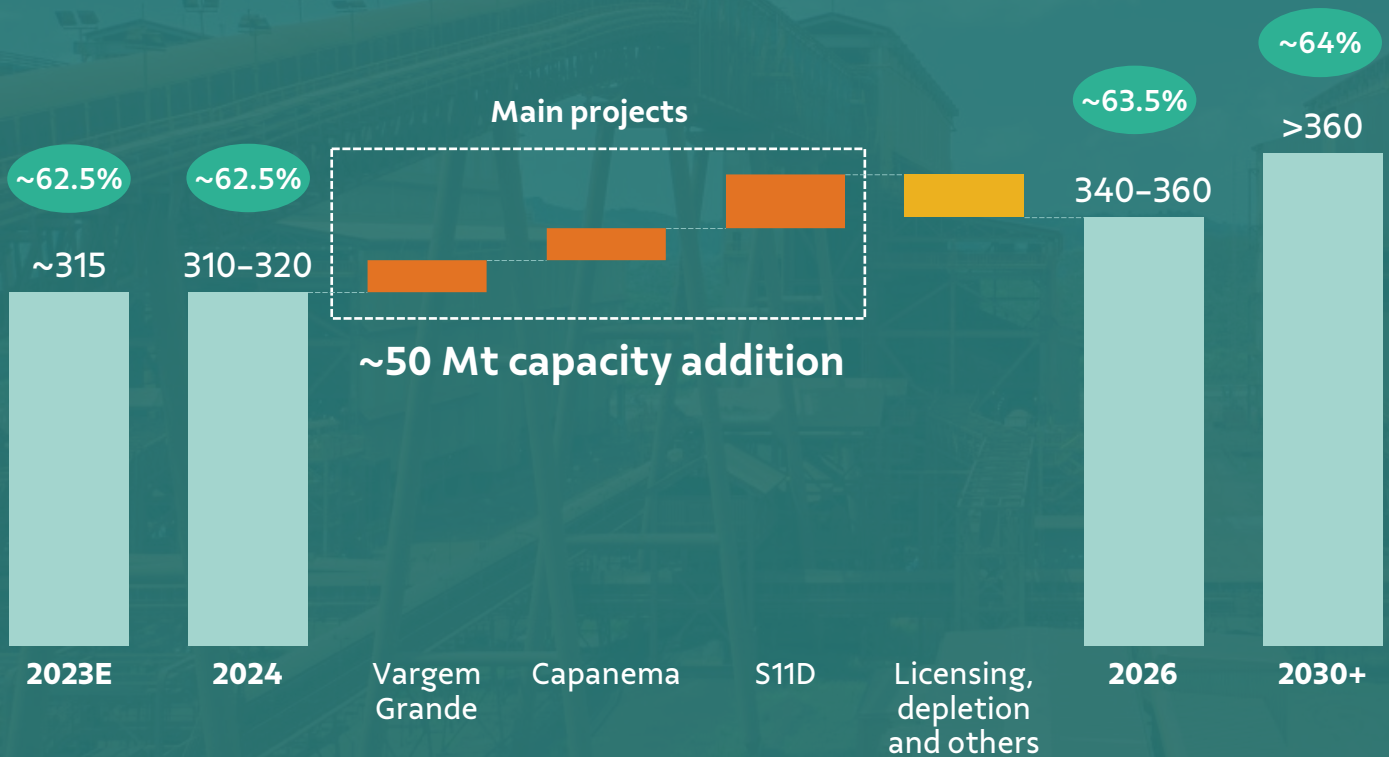 ~64%
~63.5%
Main projects
>360
~62.5%
~62.5%
340–360
~315
310–320
~50 Mt capacity addition
2023E
2024
Vargem
Grande
Capanema
S11D
Licensing,
depletion
and others
2026
2030+